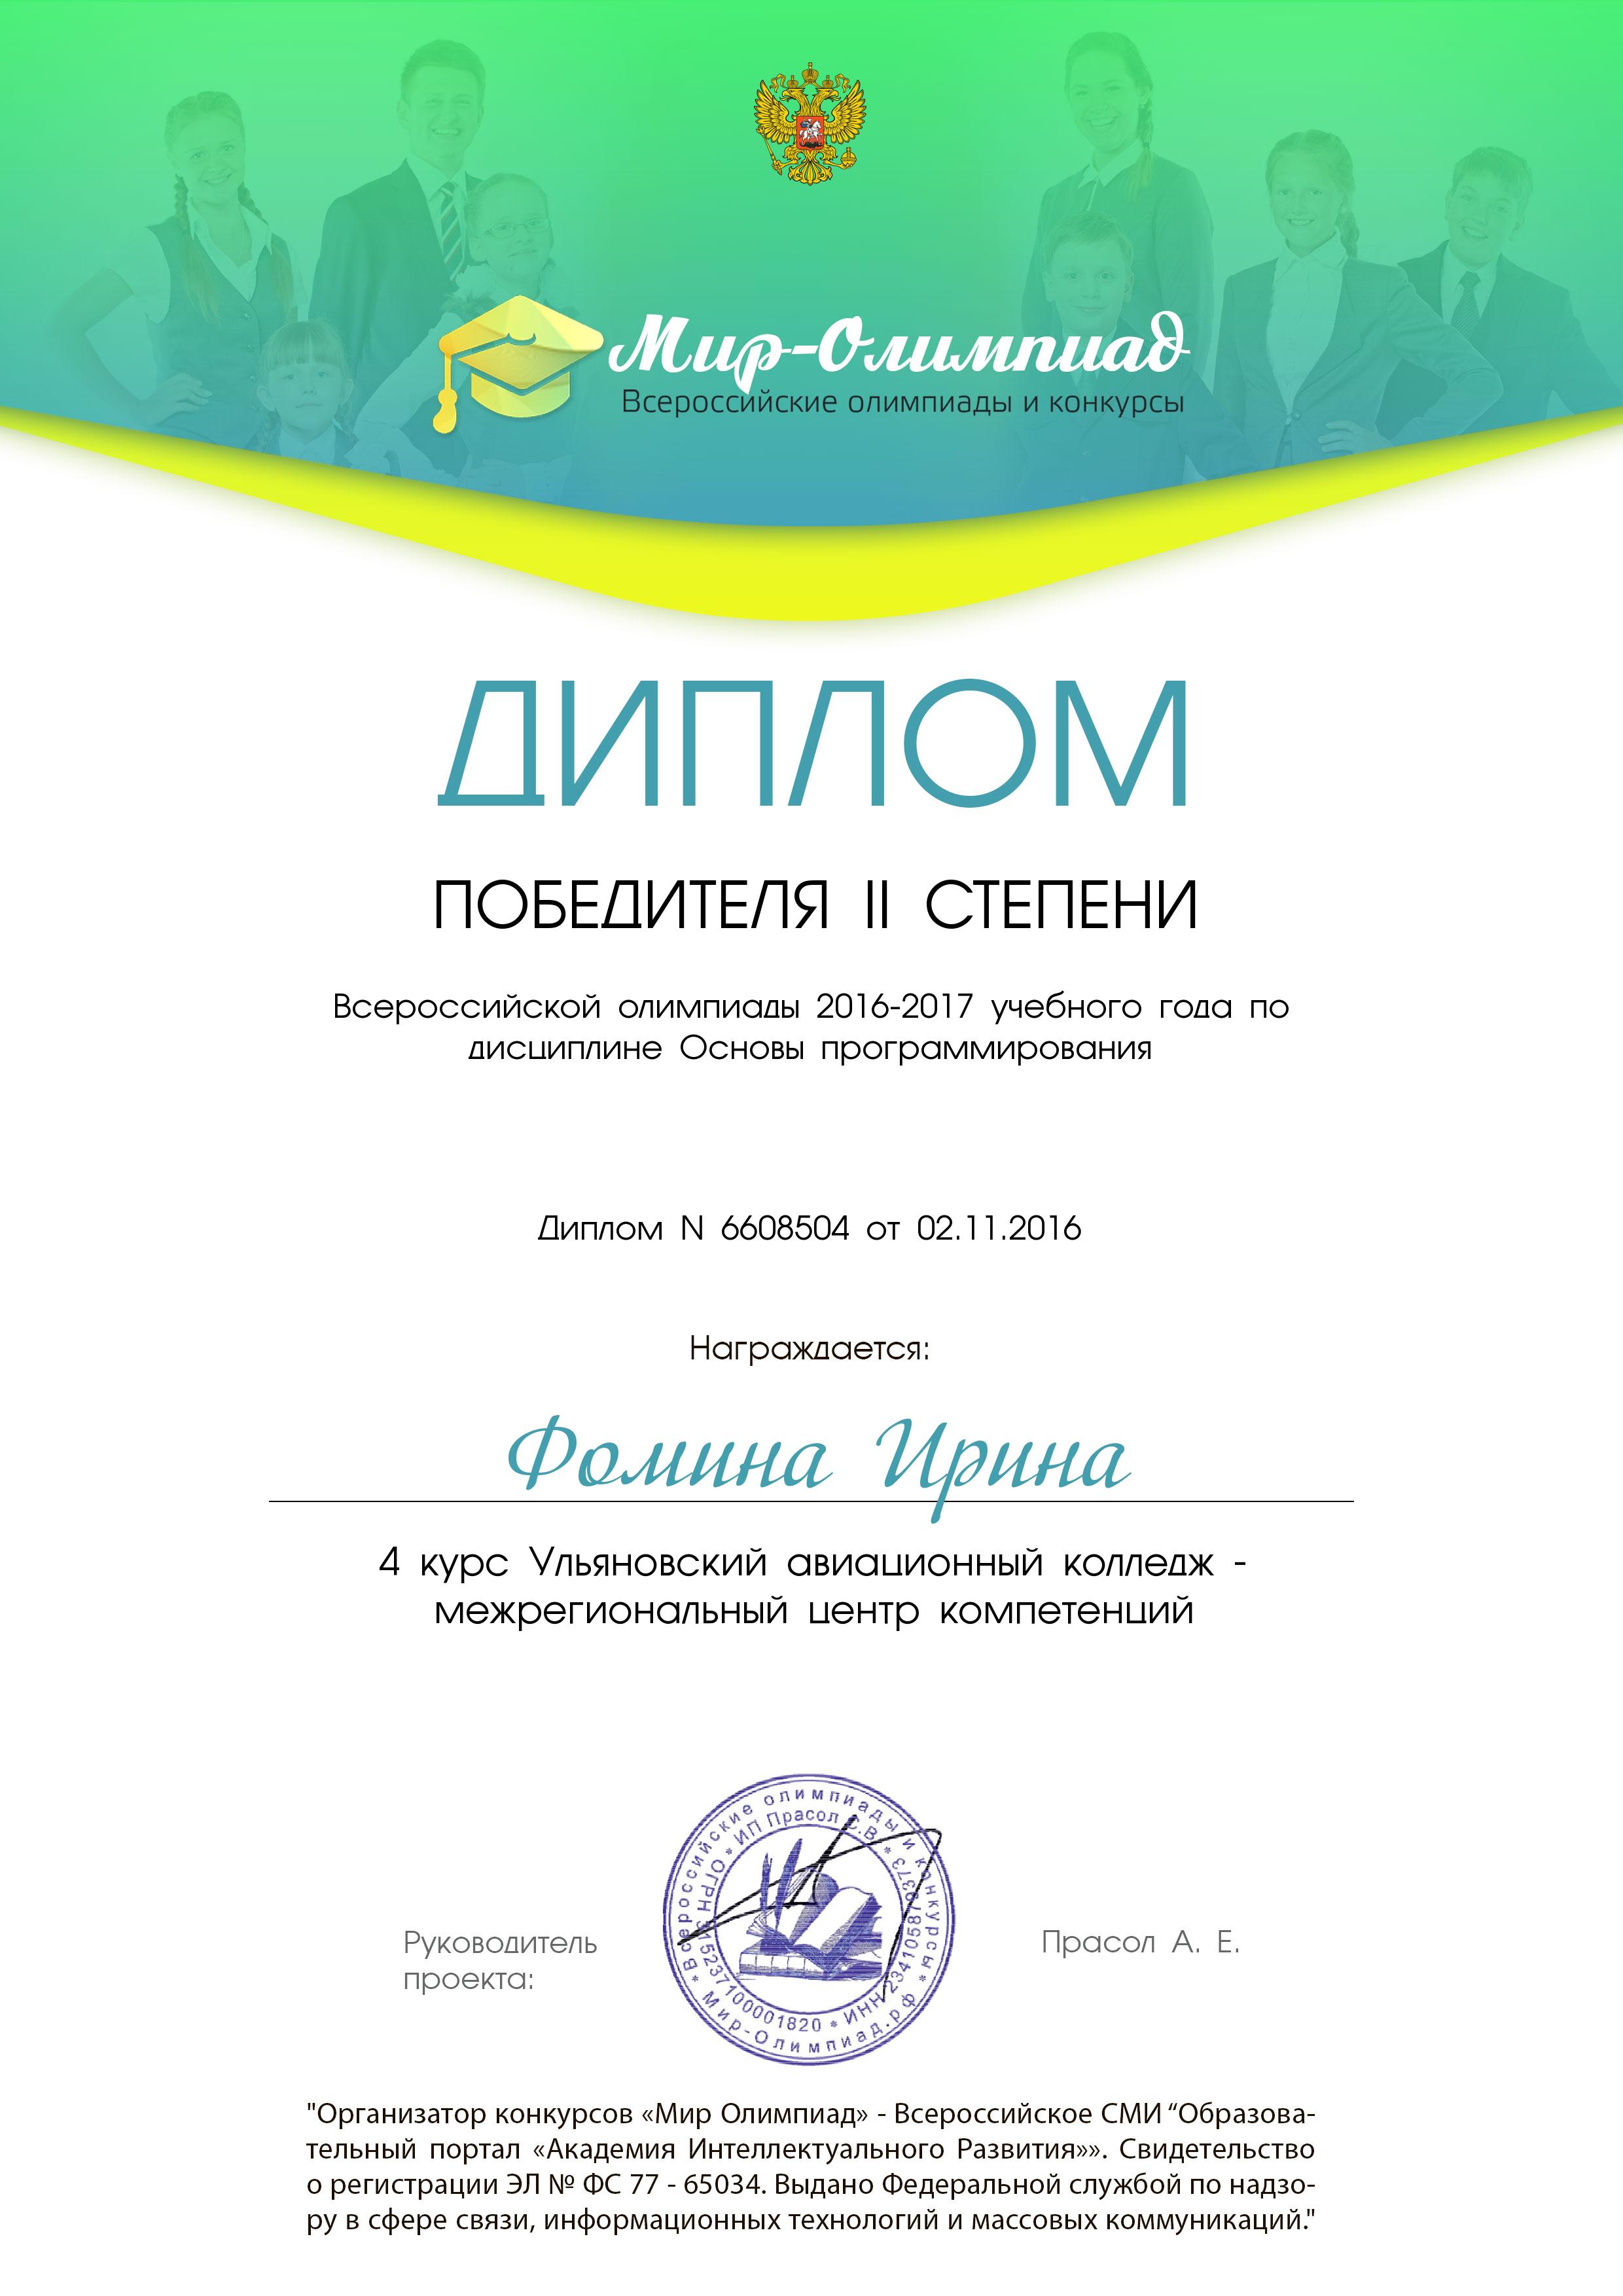 Мир-Олимпиад
Всероссийские олимпиады и конкурсы
ДИПЛОМ
ПОБЕДИТЕЛЯ II СТЕПЕНИ
Всероссийской олимпиады 2016-2017 учебного года по
дисциплине Основы программирования
Диплом N 6608504 от 02.11.2016
Награждается:
Фомина Ирина
4 курс Ульяновский авиационный колледж -
межрегиональный центр компетенций
* Всероссийские олимпиады и конкурсы *
Мир-Олимпиад.рф
* ИП Прасол С.В. *
ОГРН 315237100001820 * ИНН
Руководитель
проекта:
Прасол А. Е.
"Организатор конкурсов «Мир Олимпиад» - Всероссийское СМИ “Образова-
тельный портал «Академия Интеллектуального Развития»». Свидетельство
о регистрации ЭЛ № ФС 77 - 65034. Выдано Федеральной службой по надзо-
ру в сфере связи, информационных технологий и массовых коммуникаций."